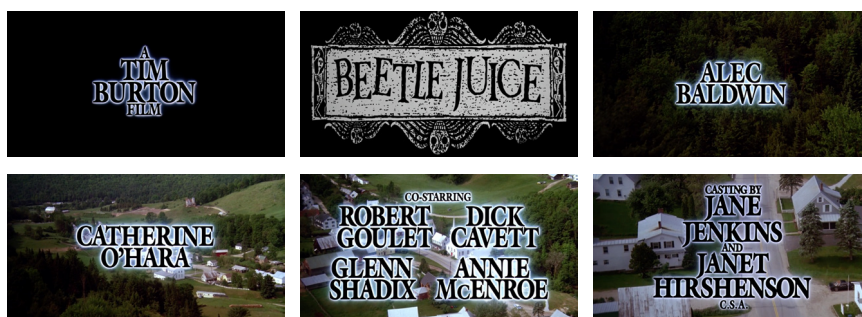 A
TIM
BURTON
FILM
BEETLE JUICE
ALEC
BALDWIN
CATHERINE
O'HARA
CO-STARRING
ROBERT
GOULET
DICK
CAVETT
GLENN
SHADIX
ANNIE
McENROE
CASTING BY
JANE
JENKINS
AND
JANET
HIRSHENSON
C.S.A.